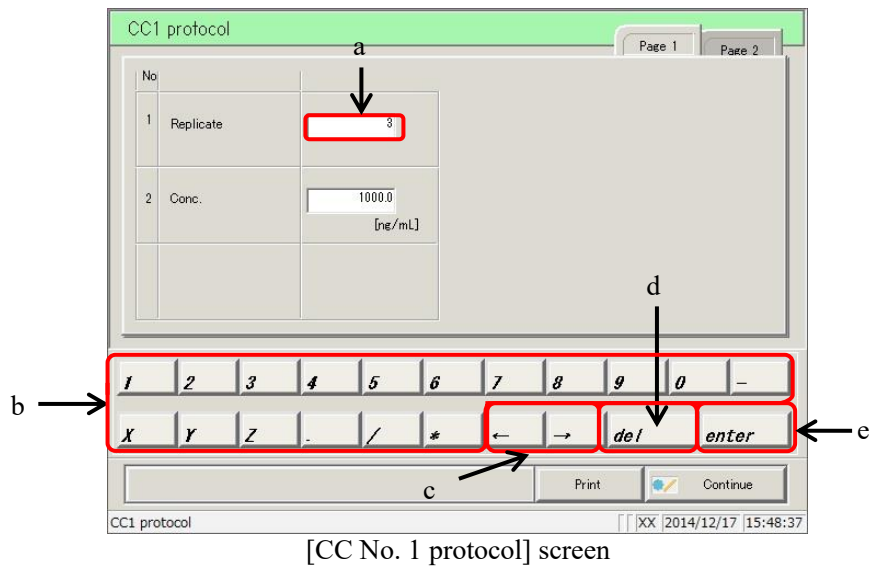 CC1 protocol
a
Page 1 Page 2
No
1 Replicate 3
2 Conc. 1000.0
[ng/mL]
d
1 2 3 4 5 6 7 8 9 0 −
b
X Y Z . / * ← → del enter
e
c
Print Continue
CC1 protocol XX 2014/12/17 15:48:37
[CC No. 1 protocol] screen